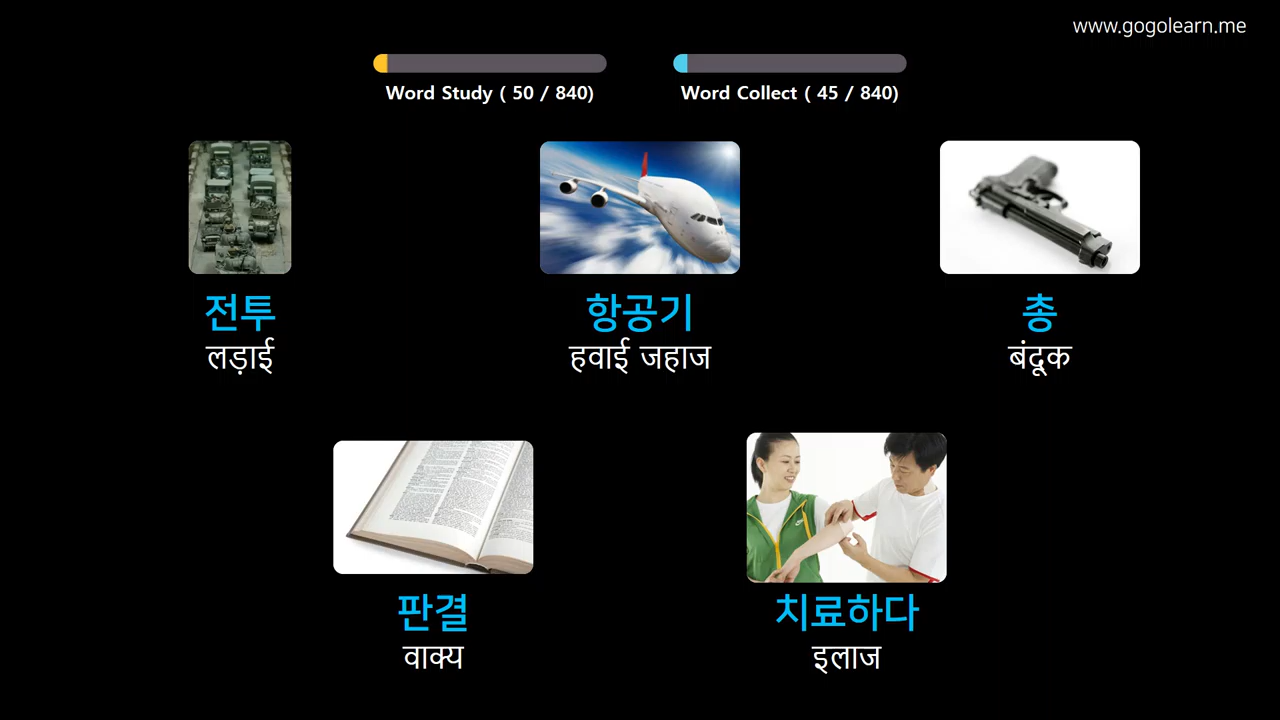 www.gogolearn.me
Word Study ( 50 / 840)
Word Collect ( 45 / 840)
전투
लड़ाई
항공기
हवाई जहाज
총
बंदूक
판결
वाक्य
치료하다
इलाज